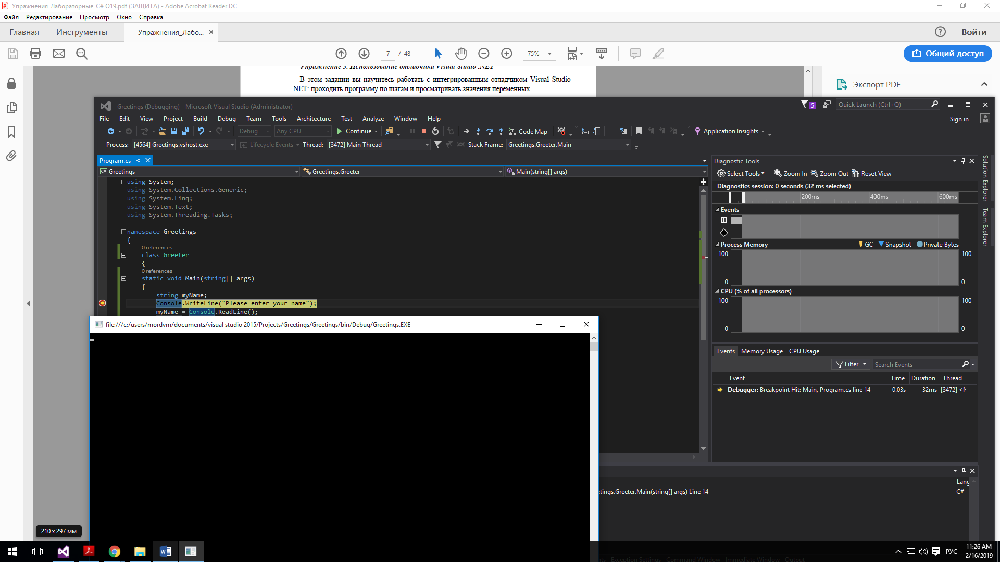 Упражнения_Лабораторные_C# О19.pdf (ЗАЩИТА) - Adobe Acrobat Reader DC
Файл Редактирование Просмотр Окно Справка
Главная Инструменты Упражнения_Лабо... Войти
7 / 48 75% Общий доступ
Упражнение 3. Использование отладчика Visual Studio .NET
В этом задании вы научитесь работать с интегрированным отладчиком Visual Studio
.NET: проходить программу по шагам и просматривать значения переменных.
Экспорт PDF
Greetings (Debugging) - Microsoft Visual Studio (Administrator) 5 Quick Launch (Ctrl+Q)
File Edit View Project Build Debug Team Tools Architecture Test Analyze Window Help Sign in
Debug Any CPU Continue Code Map Application Insights
Process: [4564] Greetings.vshost.exe Lifecycle Events Thread: [3472] Main Thread Stack Frame: Greetings.Greeter.Main
Program.cs
C# Greetings Greetings.Greeter Main(string[] args)
using System;
using System.Collections.Generic;
using System.Linq;
using System.Text;
using System.Threading.Tasks;
namespace Greetings
{
0 references
class Greeter
{
0 references
static void Main(string[] args)
{
string myName;
Console.WriteLine("Please enter your name");
myName = Console.ReadLine();
file:///c:/users/mordvm/documents/visual studio 2015/Projects/Greetings/Greetings/bin/Debug/Greetings.EXE
Diagnostic Tools
Select Tools Zoom In Zoom Out Reset View
Diagnostics session: 0 seconds (32 ms selected)
200ms 400ms 600ms
Events
Process Memory GC Snapshot Private Bytes
100 100
0 0
CPU (% of all processors)
100 100
0 0
Events Memory Usage CPU Usage
Filter Search Events
Event Time Duration Thread
Debugger: Breakpoint Hit: Main, Program.cs line 14 0.03s 32ms [3472]
Solution Explorer
Team Explorer
Lang
etings.Greeter.Main(string[] args) Line 14 C#
Exception Settings Command Window Immediate Window Output
210 x 297 мм
РУС
11:26 AM
2/16/2019